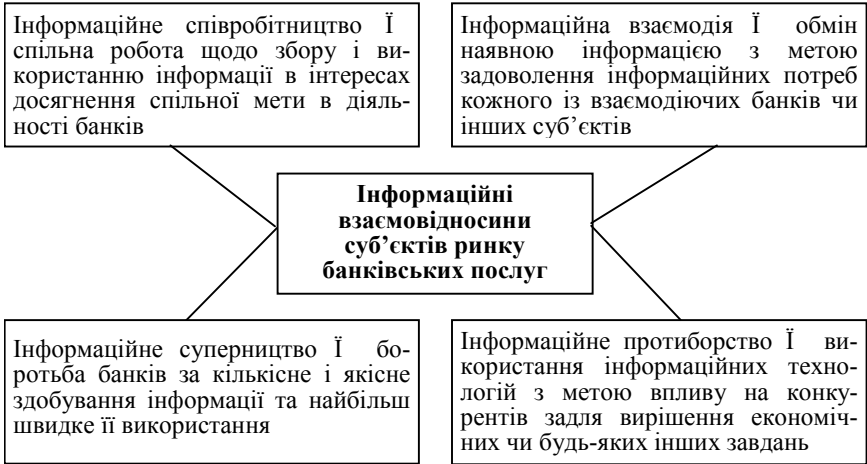 Інформаційне співробітництво Ї
спільна робота щодо збору і ви-
користанню інформації в інтересах
досягнення спільної мети в діяль-
ності банків
Інформаційна взаємодія Ї обмін
наявною інформацією з метою
задоволення інформаційних потреб
кожного із взаємодіючих банків чи
інших суб’єктів
Інформаційні
взаємовідносини
суб’єктів ринку
банківських послуг
Інформаційне суперництво Ї бо-
ротьба банків за кількісне і якісне
здобування інформації та найбільш
швидке її використання
Інформаційне протиборство Ї ви-
користання інформаційних техно-
логій з метою впливу на конку-
рентів задля вирішення економіч-
них чи будь-яких інших завдань